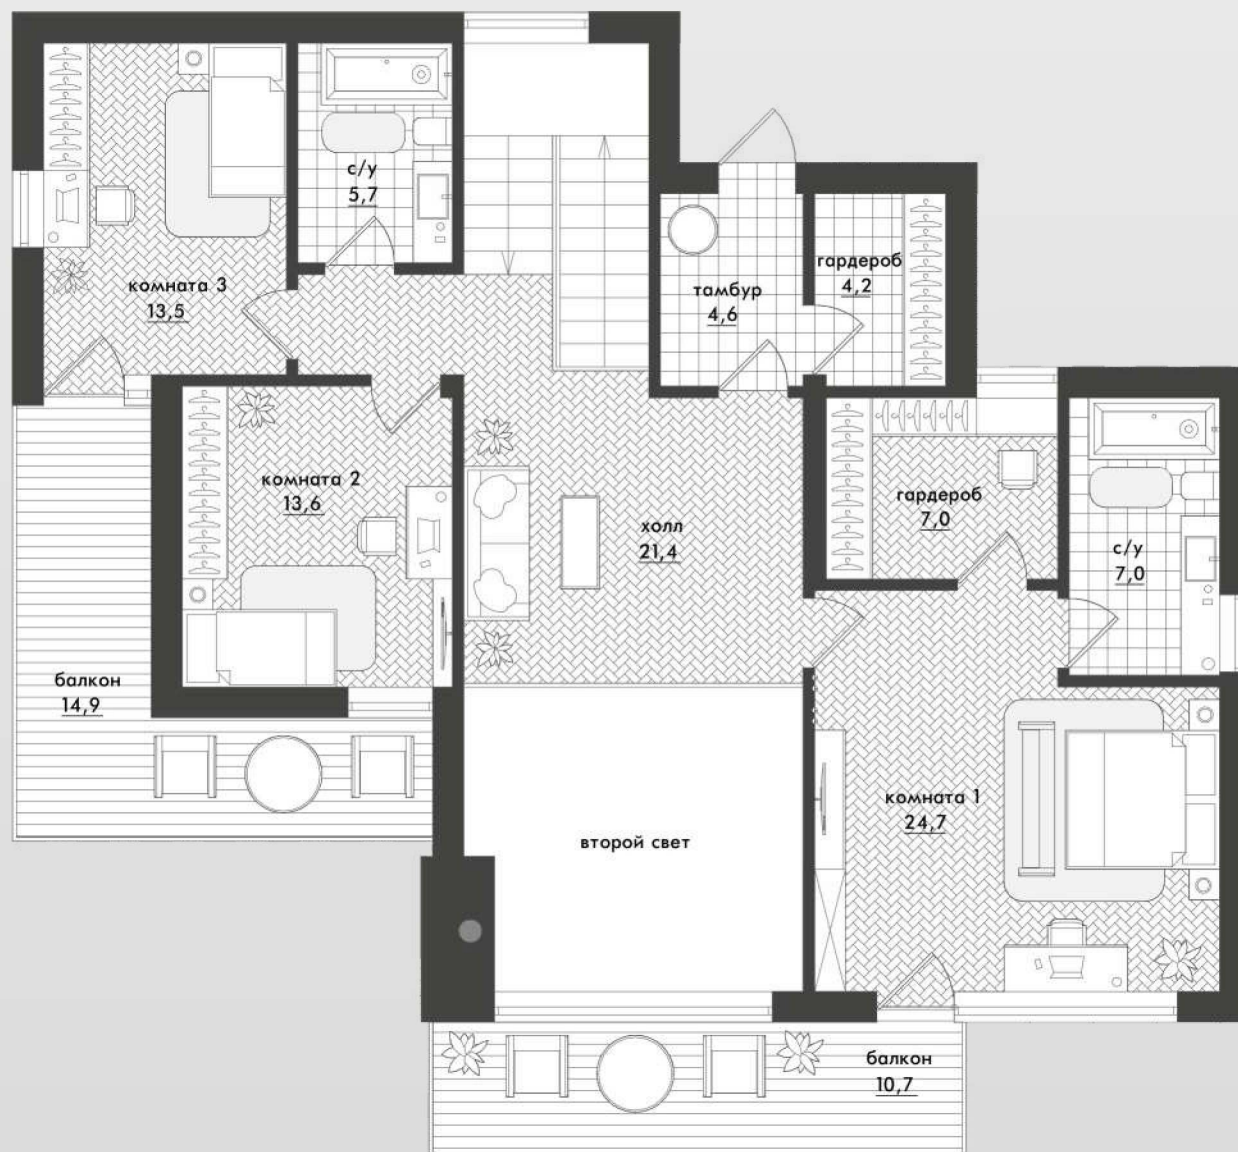 с/у
5,7
комната 3
13,5
тамбур
4,6
гардероб
4,2
комната 2
13,6
холл
21,4
гардероб
7,0
с/у
7,0
балкон
14,9
второй свет
комната 1
24,7
балкон
10,7